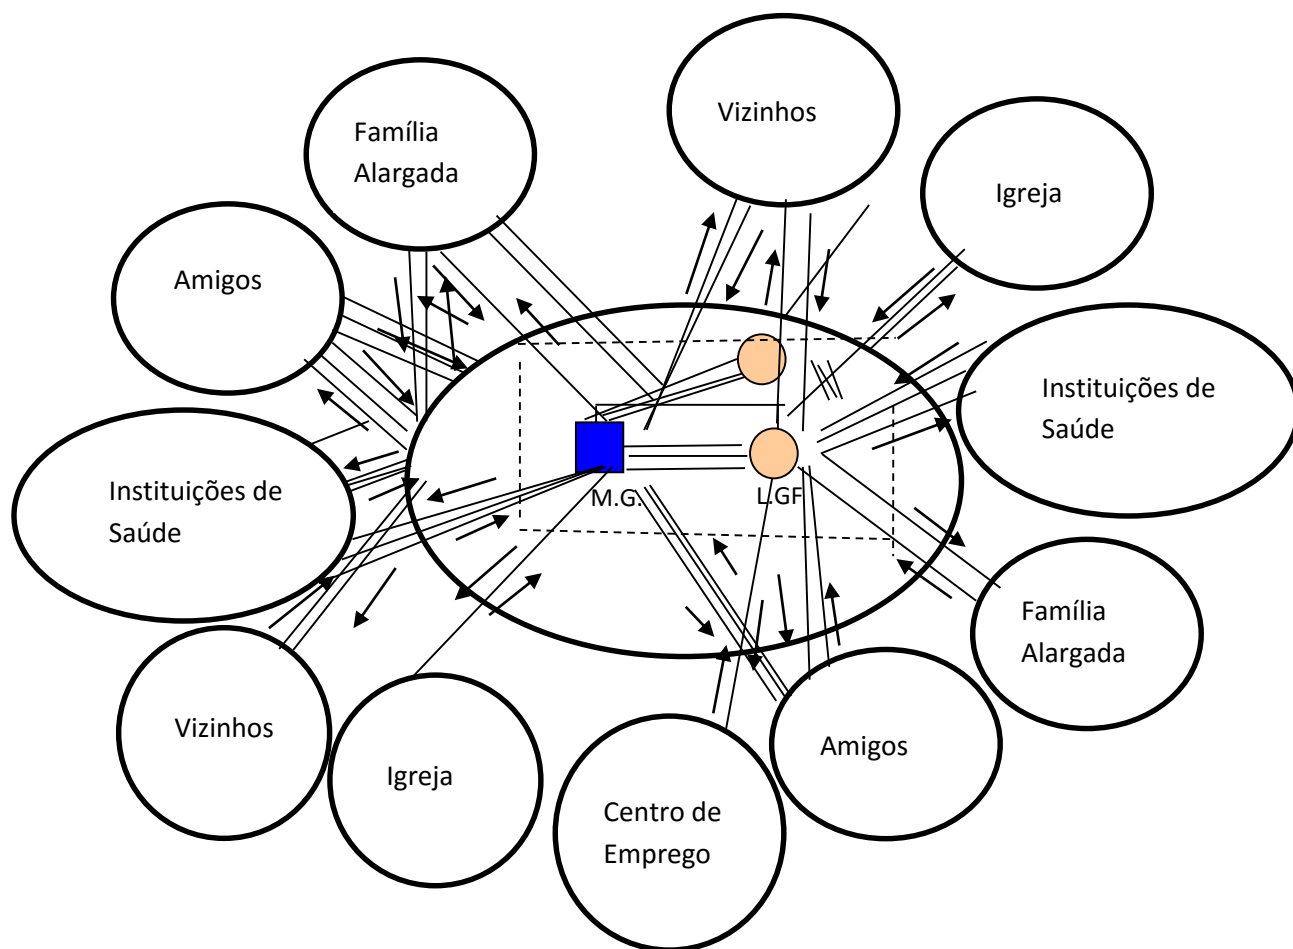 Vizinhos
Família
Alargada
Igreja
Amigos
Instituições de
Saúde
Instituições de
Saúde
M.G.
L.GF
Família
Alargada
Vizinhos
Igreja
Amigos
Centro de
Emprego